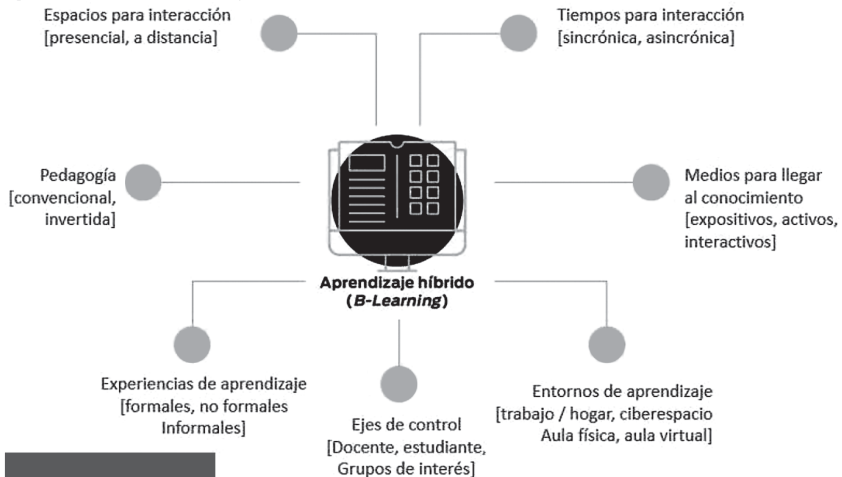 Espacios para interacción
[presencial, a distancia]
Tiempos para interacción
[sincrónica, asincrónica]
Pedagogía
[convencional,
invertida]
Medios para llegar
al conocimiento
[expositivos, activos,
interactivos]
Aprendizaje híbrido
(B-Learning)
Experiencias de aprendizaje
[formales, no formales
Informales]
Ejes de control
[Docente, estudiante,
Grupos de interés]
Entornos de aprendizaje
[trabajo / hogar, ciberespacio
Aula física, aula virtual]